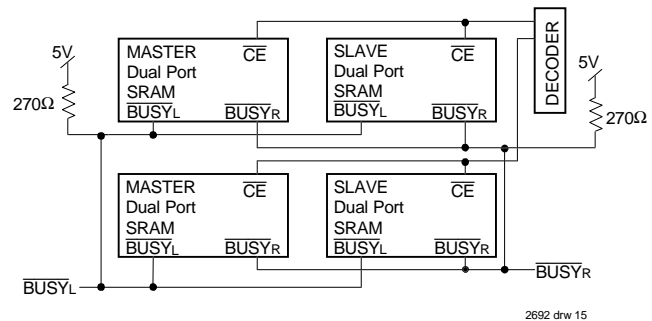 MASTER
Dual Port
SRAM
CE
BUSYL
BUSYR
SLAVE
Dual Port
SRAM
CE
BUSYL
BUSYR
DECODER
5V
270Ω
5V
270Ω
MASTER
Dual Port
SRAM
CE
BUSYL
BUSYR
SLAVE
Dual Port
SRAM
CE
BUSYL
BUSYR
BUSYL
BUSYR
2692 drw 15